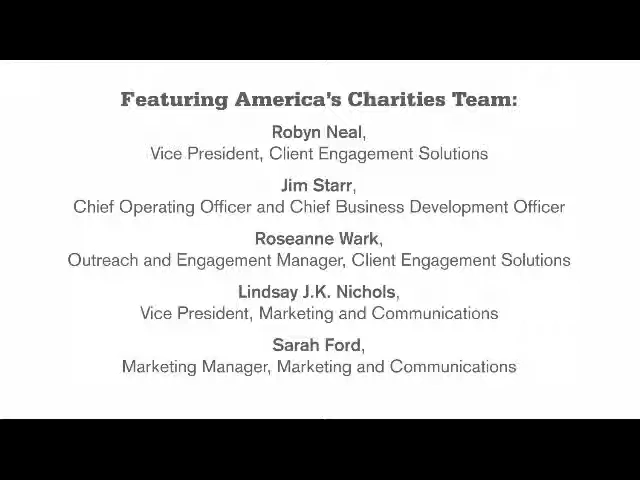 Featuring America's Charities Team:
Robyn Neal,
Vice President, Client Engagement Solutions
Jim Starr,
Chief Operating Officer and Chief Business Development Officer
Roseanne Wark,
Outreach and Engagement Manager, Client Engagement Solutions
Lindsay J.K. Nichols,
Vice President, Marketing and Communications
Sarah Ford,
Marketing Manager, Marketing and Communications